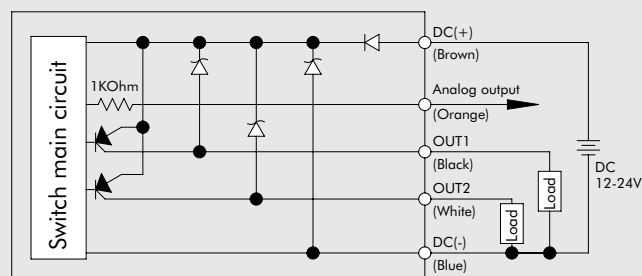 Switch main circuit
1KOhm
DC(+)
(Brown)
Analog output
(Orange)
OUT1
(Black)
OUT2
(White)
DC(-)
(Blue)
Load
Load
DC
12-24V